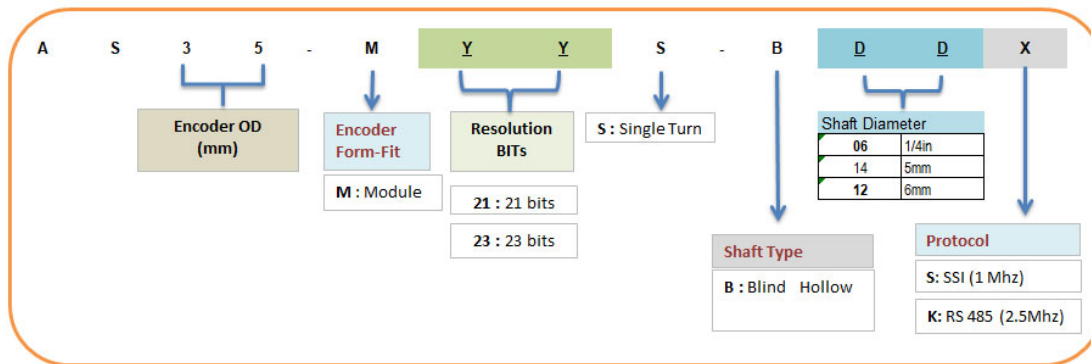 A S 3 5 - M Y Y S - B D D X
Encoder OD
(mm)
Encoder
Form-Fit
M : Module
Resolution
BITs
21 : 21 bits
23 : 23 bits
S : Single Turn
Shaft Diameter
06 1/4in
14 5mm
12 6mm
Shaft Type
B : Blind Hollow
Protocol
S: SSI (1 Mhz)
K: RS 485 (2.5Mhz)